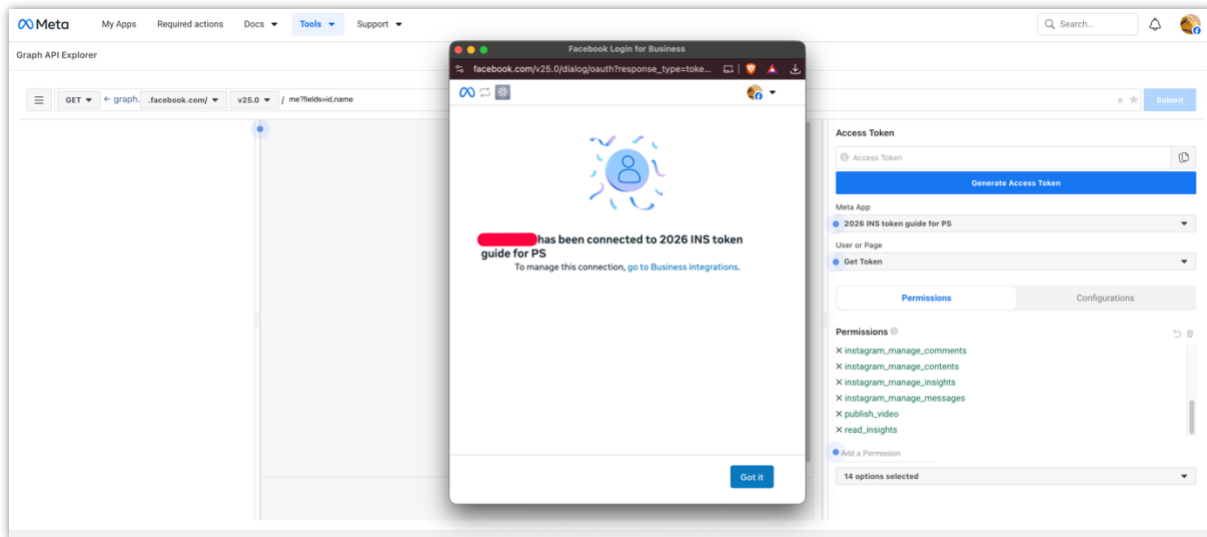 Meta My Apps Required actions Docs Tools Support Search...
Graph API Explorer
Facebook Login for Business
facebook.com/v25.0/dialog/oauth?response_type=toke...
GET graph. .facebook.com/ v25.0 / me?fields=id,name Submit
has been connected to 2026 INS token
guide for PS
To manage this connection, go to Business integrations.
Got it
Access Token
Access Token
Generate Access Token
Meta App
2026 INS token guide for PS
User or Page
Get Token
Permissions Configurations
Permissions
instagram_manage_comments
instagram_manage_contents
instagram_manage_insights
instagram_manage_messages
publish_video
read_insights
Add a Permission
14 options selected